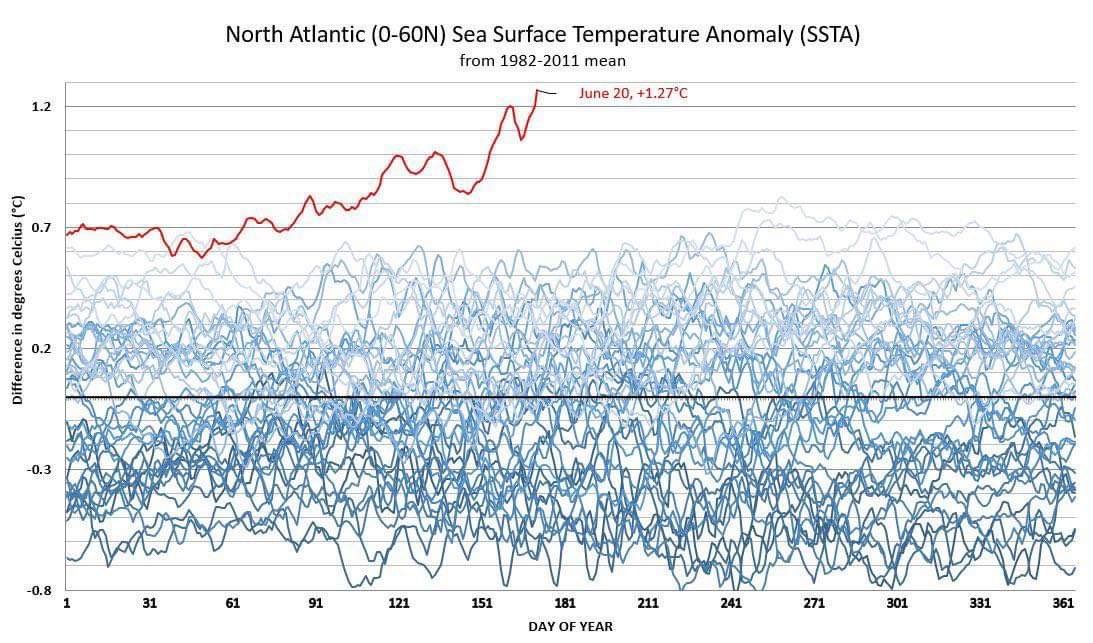 North Atlantic (0-60N) Sea Surface Temperature Anomaly (SSTA)
from 1982-2011 mean
June 20, +1.27°C
Difference in degrees Celcius (°C)
1.2
0.7
0.2
-0.3
-0.8
1 31 61 91 121 151 181 211 241 271 301 331 361
DAY OF YEAR